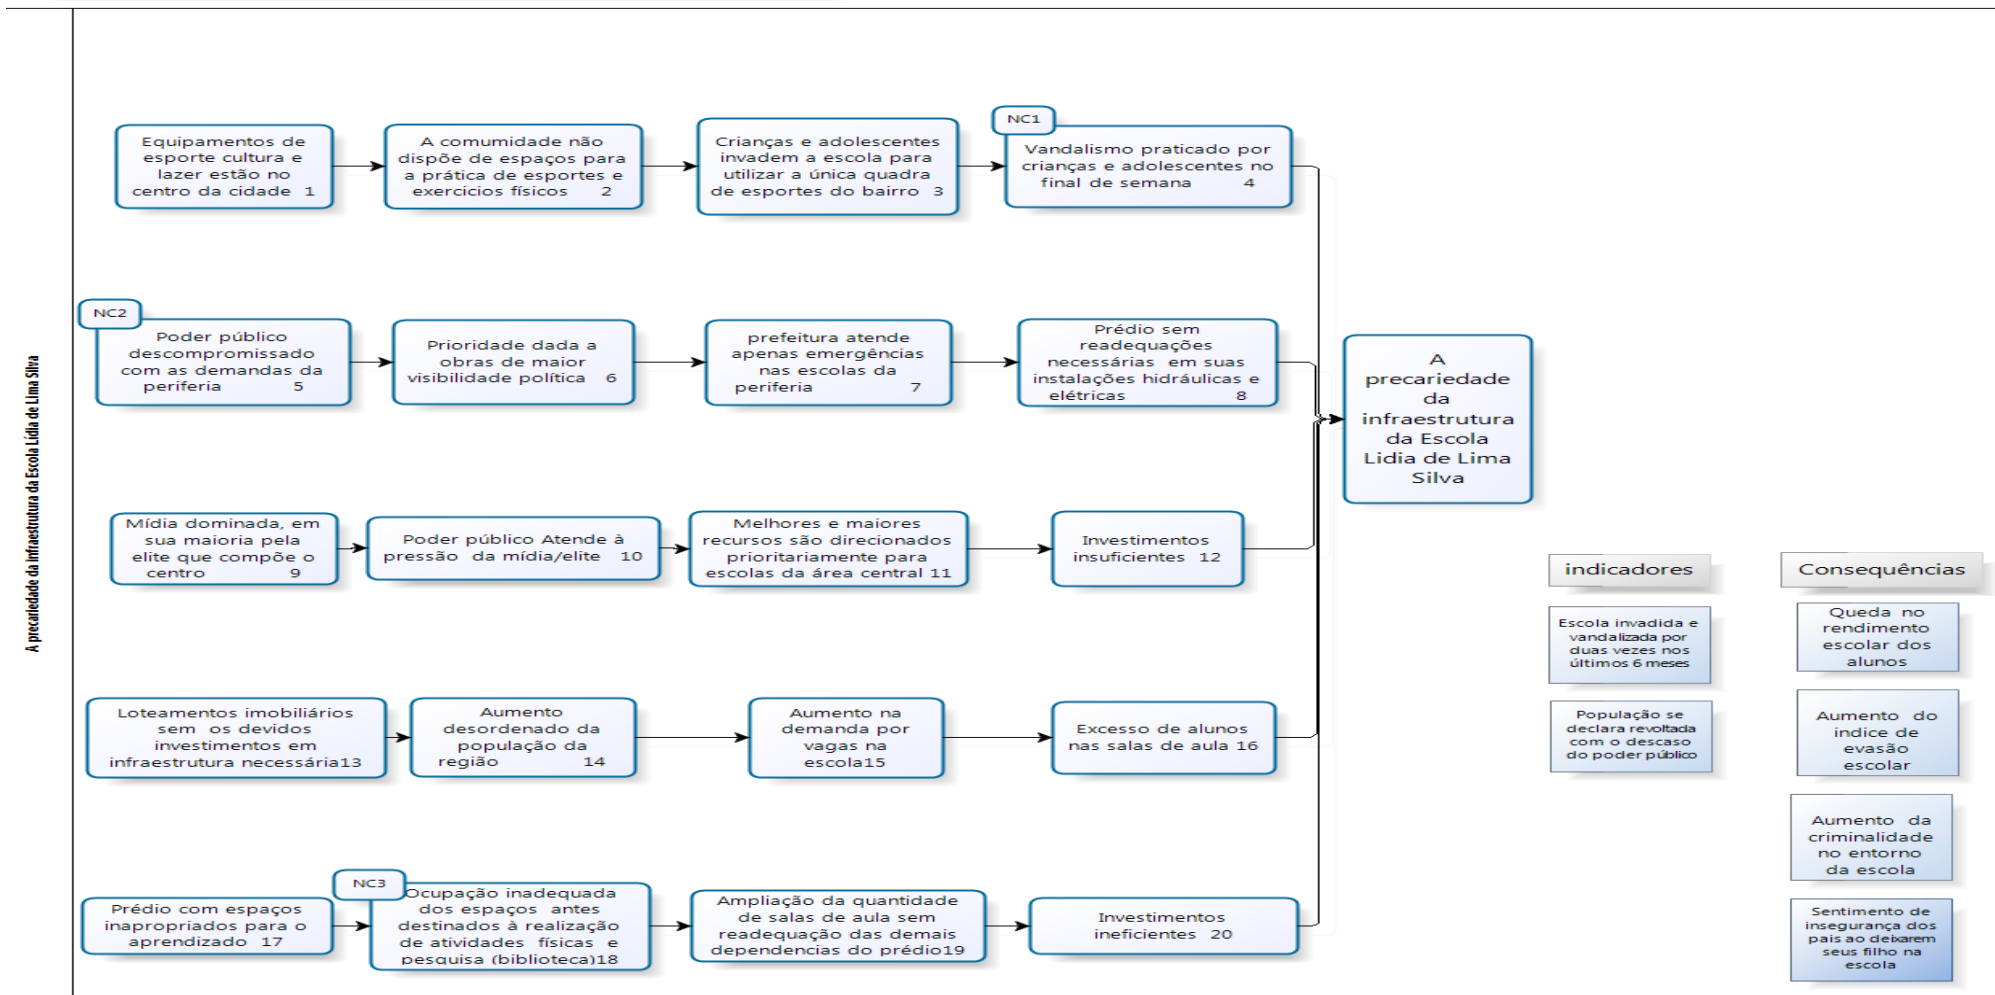 A precariedade da infraestrutura da Escola Lídia de Lima Silva
Equipamentos de
esporte cultura e
lazer estão no
centro da cidade 1
A comumidade não
dispõe de espaços para
a prática de esportes e
exercicios físicos 2
Crianças e adolescentes
invadem a escola para
utilizar a única quadra
de esportes do bairro 3
NC1
Vandalismo praticado por
crianças e adolescentes no
final de semana 4
NC2
Poder público
descompromissado
com as demandas da
periferia 5
Prioridade dada a
obras de maior
visibilidade política 6
prefeitura atende
apenas emergências
nas escolas da
periferia 7
Prédio sem
readequações
necessárias em suas
instalações hidráulicas e
elétricas 8
A
precariedade
da
infraestrutura
da Escola
Lidia de Lima
Silva
Mídia dominada, em
sua maioria pela
elite que compõe o
centro 9
Poder público Atende à
pressão da mídia/elite 10
Melhores e maiores
recursos são direcionados
prioritariamente para
escolas da área central 11
Investimentos
insuficientes 12
Loteamentos imobiliários
sem os devidos
investimentos em
infraestrutura necessária13
Aumento
desordenado da
população da
região 14
Aumento na
demanda por
vagas na
escola15
Excesso de alunos
nas salas de aula 16
Prédio com espaços
inapropriados para o
aprendizado 17
NC3
Ocupação inadequada
dos espaços antes
destinados à realização
de atividades físicas e
pesquisa (biblioteca)18
Ampliação da quantidade
de salas de aula sem
readequação das demais
dependencias do prédio19
Investimentos
ineficientes 20
indicadores
Escola invadida e
vandalizada por
duas vezes nos
últimos 6 meses
População se
declara revoltada
com o descaso
do poder público
Consequências
Queda no
rendimento
escolar dos
alunos
Aumento do
indice de
evasão
escolar
Aumento da
criminalidade
no entorno
da escola
Sentimento de
insegurança dos
pais ao deixarem
seus filho na
escola